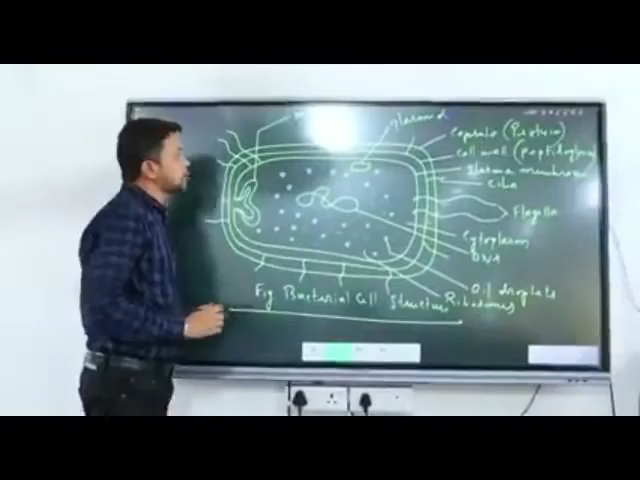 plasmid
Capsule (Protein)
Cell wall (Peptidoglycan)
Plasma membrane
Cilia
Flagella
Cytoplasm
DNA
Oil droplets
Ribosomes
Fig Bacterial Cell Structure